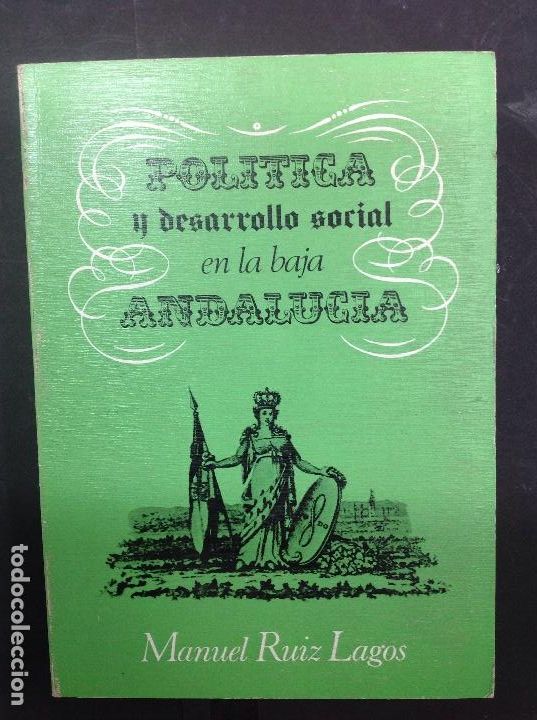 POLITICA
y desarrollo social
en la baja
ANDALUCIA
Manuel Ruiz Lagos
todocoleccion